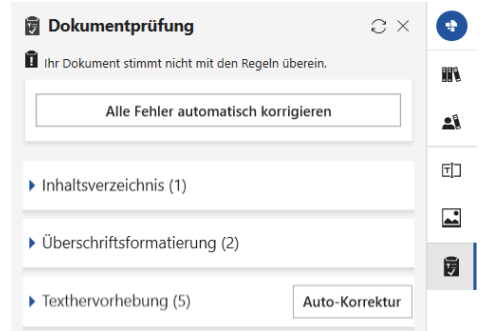 Dokumentprüfung
Ihr Dokument stimmt nicht mit den Regeln überein.
Alle Fehler automatisch korrigieren
Inhaltsverzeichnis (1)
Überschriftsformatierung (2)
Texthervorhebung (5)
Auto-Korrektur